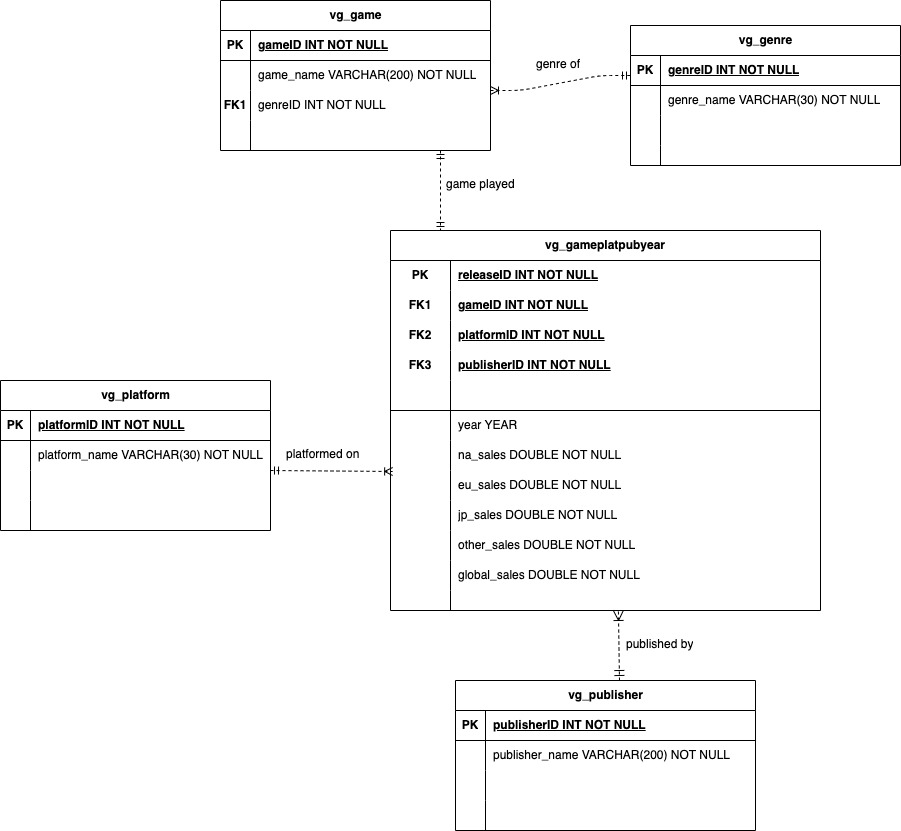 vg_game
PK gameID INT NOT NULL
game_name VARCHAR(200) NOT NULL
FK1 genreID INT NOT NULL
genre of
vg_genre
PK genreID INT NOT NULL
genre_name VARCHAR(30) NOT NULL
game played
vg_gameplatpubyear
PK releaseID INT NOT NULL
FK1 gameID INT NOT NULL
FK2 platformID INT NOT NULL
FK3 publisherID INT NOT NULL
year YEAR
na_sales DOUBLE NOT NULL
eu_sales DOUBLE NOT NULL
jp_sales DOUBLE NOT NULL
other_sales DOUBLE NOT NULL
global_sales DOUBLE NOT NULL
vg_platform
PK platformID INT NOT NULL
platform_name VARCHAR(30) NOT NULL
platformed on
published by
vg_publisher
PK publisherID INT NOT NULL
publisher_name VARCHAR(200) NOT NULL